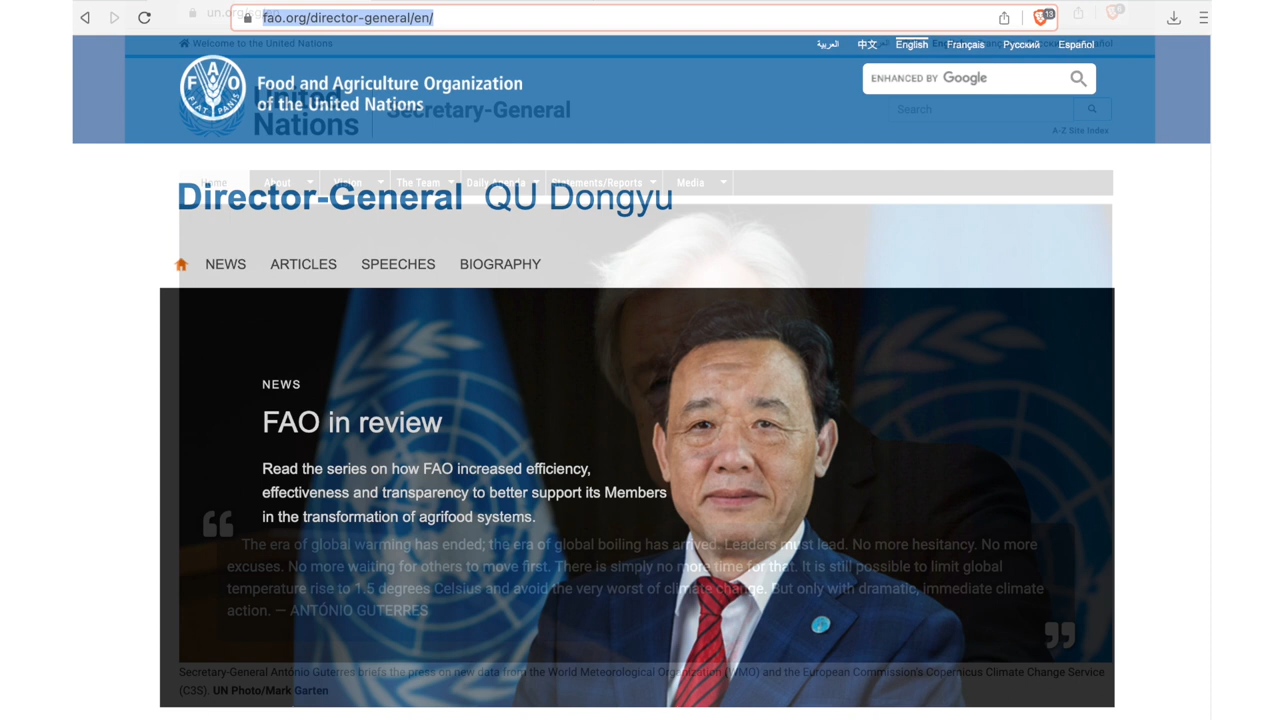 fao.org/director-general/en/
13
Welcome to the United Nations
العربية 中文 English Français Русский Español
F A O
FIAT PANIS
Food and Agriculture Organization
of the United Nations
ENHANCED BY Google
United
Nations
Secretary-General
Search
A-Z Site Index
Home About Vision The Team Daily Agenda Statements/Reports Media
Director-General QU Dongyu
NEWS ARTICLES SPEECHES BIOGRAPHY
NEWS
FAO in review
Read the series on how FAO increased efficiency,
effectiveness and transparency to better support its Members
in the transformation of agrifood systems.
“ The era of global warming has ended; the era of global boiling has arrived. Leaders must lead. No more hesitancy. No more
excuses. No more waiting for others to move first. There is simply no more time for that. It is still possible to limit global
temperature rise to 1.5 degrees Celsius and avoid the very worst of climate change. But only with dramatic, immediate climate
action. — ANTÓNIO GUTERRES ”
Secretary-General António Guterres briefs the press on new data from the World Meteorological Organization (WMO) and the European Commission's Copernicus Climate Change Service
(C3S). UN Photo/Mark Garten